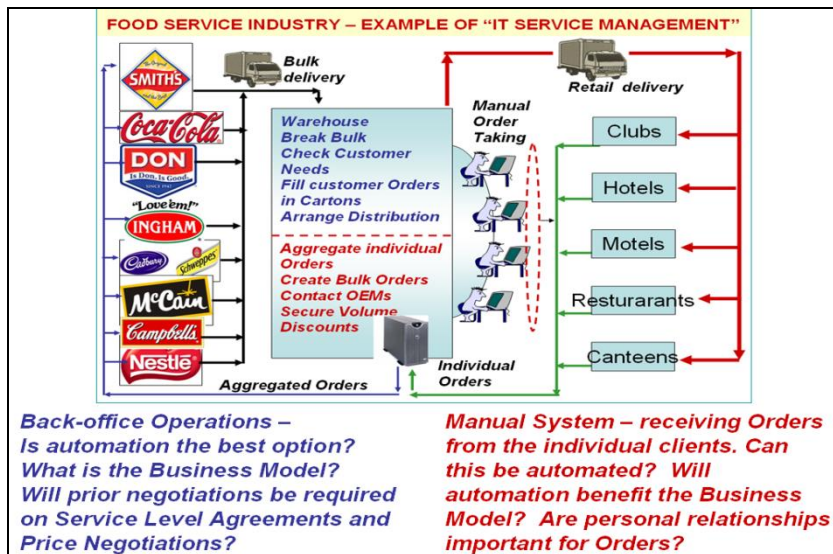 FOOD SERVICE INDUSTRY – EXAMPLE OF “IT SERVICE MANAGEMENT”
SMITH'S
Bulk
delivery
Retail delivery
Coca-Cola
DON
Is Don. Is Good.
"Love'em!"
INGHAM
Cadbury
Schweppes
McCain
Campbell's
Nestlé
Warehouse
Break Bulk
Check Customer
Needs
Fill customer Orders
in Cartons
Arrange Distribution
Aggregate individual
Orders
Create Bulk Orders
Contact OEMs
Secure Volume
Discounts
Manual
Order
Taking
Clubs
Hotels
Motels
Resturarants
Canteens
Aggregated Orders
Individual
Orders
Back-office Operations –
Is automation the best option?
What is the Business Model?
Will prior negotiations be required
on Service Level Agreements and
Price Negotiations?
Manual System – receiving Orders
from the individual clients. Can
this be automated? Will
automation benefit the Business
Model? Are personal relationships
important for Orders?